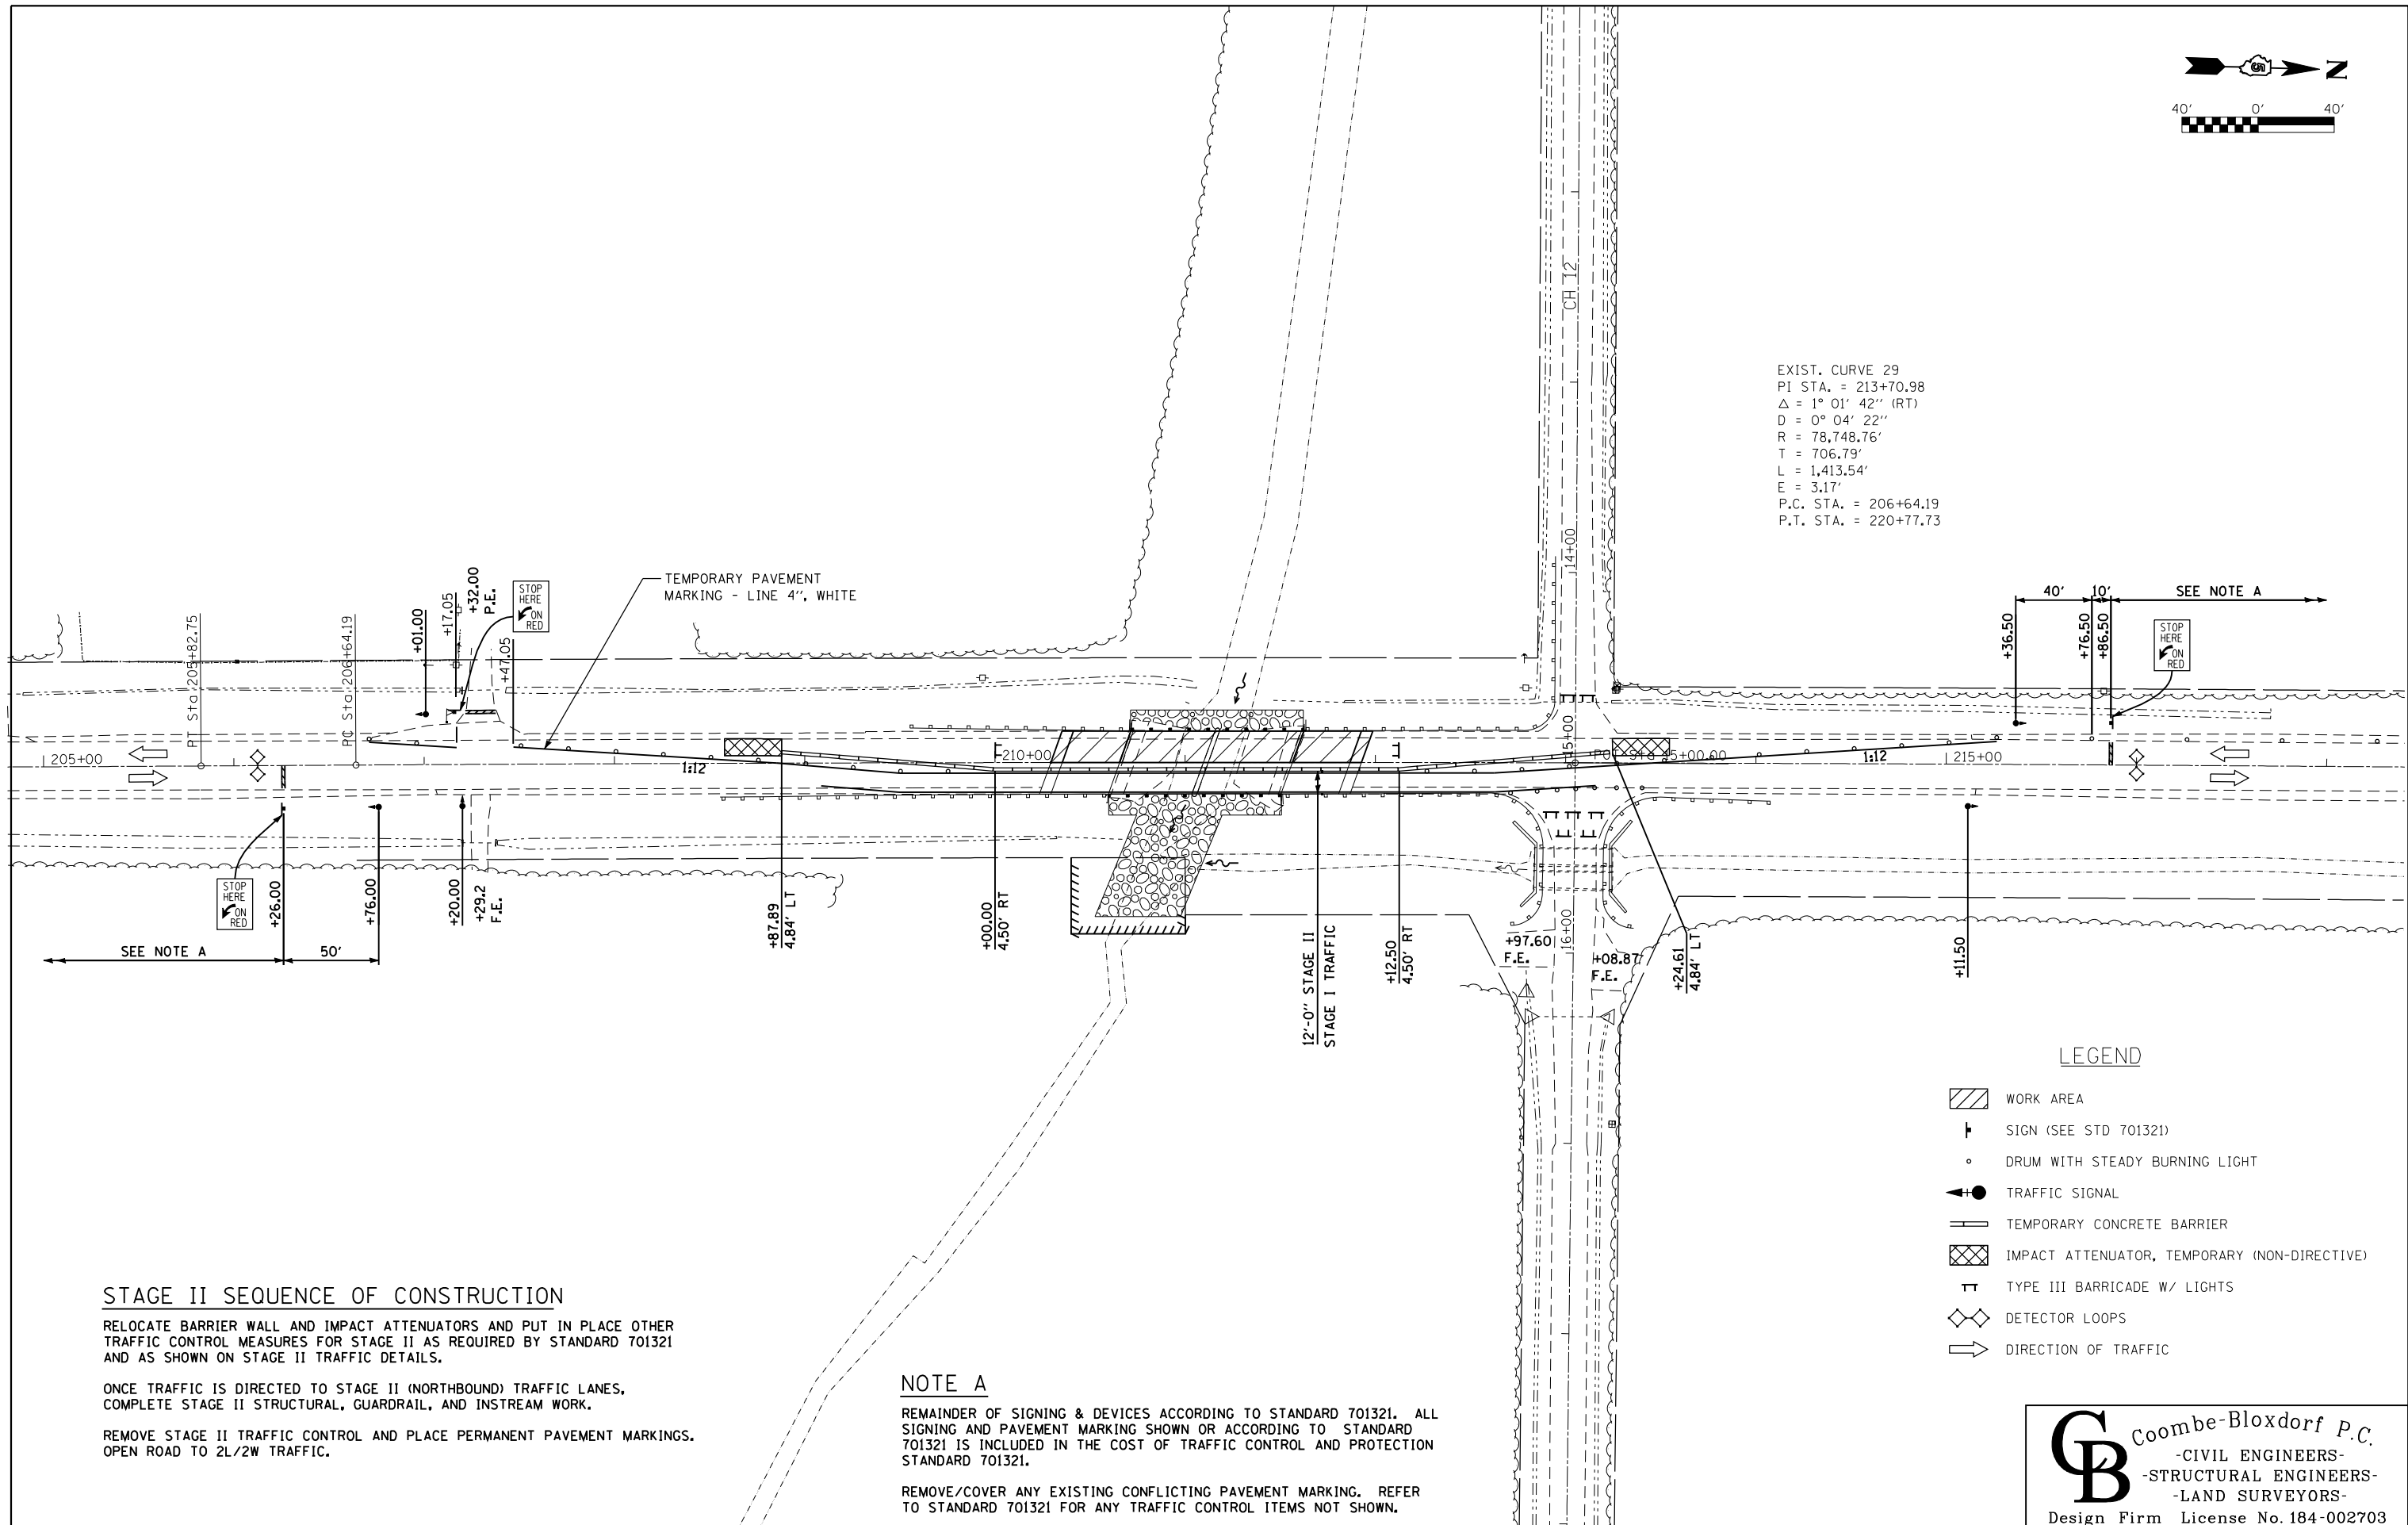 N
40' 0' 40'
CH 12
EXIST. CURVE 29
PI STA. = 213+70.98
Δ = 1° 01' 42'' (RT)
D = 0° 04' 22''
R = 78,748.76'
T = 706.79'
L = 1,413.54'
E = 3.17'
P.C. STA. = 206+64.19
P.T. STA. = 220+77.73
14+00
TEMPORARY PAVEMENT
MARKING - LINE 4'', WHITE
STOP
HERE
ON
RED
PT Sta 205+82.75
PC Sta 206+64.19
+01.00
+17.05
+32.00
P.E.
+47.05
40' 10' SEE NOTE A
+36.50
+76.50
+86.50
STOP
HERE
ON
RED
205+00
1:12
210+00
15+00
1:12
215+00
STOP
HERE
ON
RED
+26.00
+76.00
+20.00
+29.2
F.E.
SEE NOTE A 50'
+87.89
4.84' LT
+00.00
4.50' RT
12'-0'' STAGE II
STAGE I TRAFFIC
+12.50
4.50' RT
+97.60
F.E.
16+00
+08.87
F.E.
+24.61
4.84' LT
+11.50
LEGEND
WORK AREA
SIGN (SEE STD 701321)
DRUM WITH STEADY BURNING LIGHT
TRAFFIC SIGNAL
TEMPORARY CONCRETE BARRIER
IMPACT ATTENUATOR, TEMPORARY (NON-DIRECTIVE)
TYPE III BARRICADE W/ LIGHTS
DETECTOR LOOPS
DIRECTION OF TRAFFIC
STAGE II SEQUENCE OF CONSTRUCTION
RELOCATE BARRIER WALL AND IMPACT ATTENUATORS AND PUT IN PLACE OTHER
TRAFFIC CONTROL MEASURES FOR STAGE II AS REQUIRED BY STANDARD 701321
AND AS SHOWN ON STAGE II TRAFFIC DETAILS.
ONCE TRAFFIC IS DIRECTED TO STAGE II (NORTHBOUND) TRAFFIC LANES,
COMPLETE STAGE II STRUCTURAL, GUARDRAIL, AND INSTREAM WORK.
REMOVE STAGE II TRAFFIC CONTROL AND PLACE PERMANENT PAVEMENT MARKINGS.
OPEN ROAD TO 2L/2W TRAFFIC.
NOTE A
REMAINDER OF SIGNING & DEVICES ACCORDING TO STANDARD 701321. ALL
SIGNING AND PAVEMENT MARKING SHOWN OR ACCORDING TO STANDARD
701321 IS INCLUDED IN THE COST OF TRAFFIC CONTROL AND PROTECTION
STANDARD 701321.
REMOVE/COVER ANY EXISTING CONFLICTING PAVEMENT MARKING. REFER
TO STANDARD 701321 FOR ANY TRAFFIC CONTROL ITEMS NOT SHOWN.
CB
Coombe-Bloxdorf P.C.
-CIVIL ENGINEERS-
-STRUCTURAL ENGINEERS-
-LAND SURVEYORS-
Design Firm License No. 184-002703